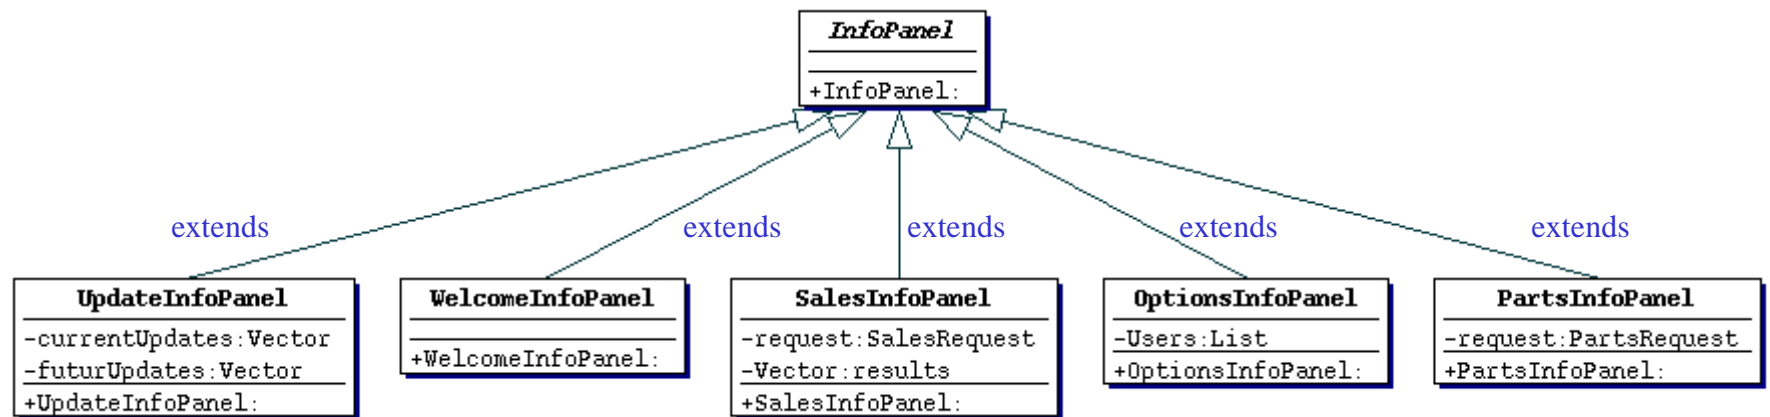 InfoPanel
+InfoPanel:
extends
extends
extends
extends
extends
UpdateInfoPanel
-currentUpdates:Vector
-futurUpdates:Vector
+UpdateInfoPanel:
WelcomeInfoPanel
+WelcomeInfoPanel:
SalesInfoPanel
-request:SalesRequest
-Vector:results
+SalesInfoPanel:
OptionsInfoPanel
-Users:List
+OptionsInfoPanel:
PartsInfoPanel
-request:PartsRequest
+PartsInfoPanel: